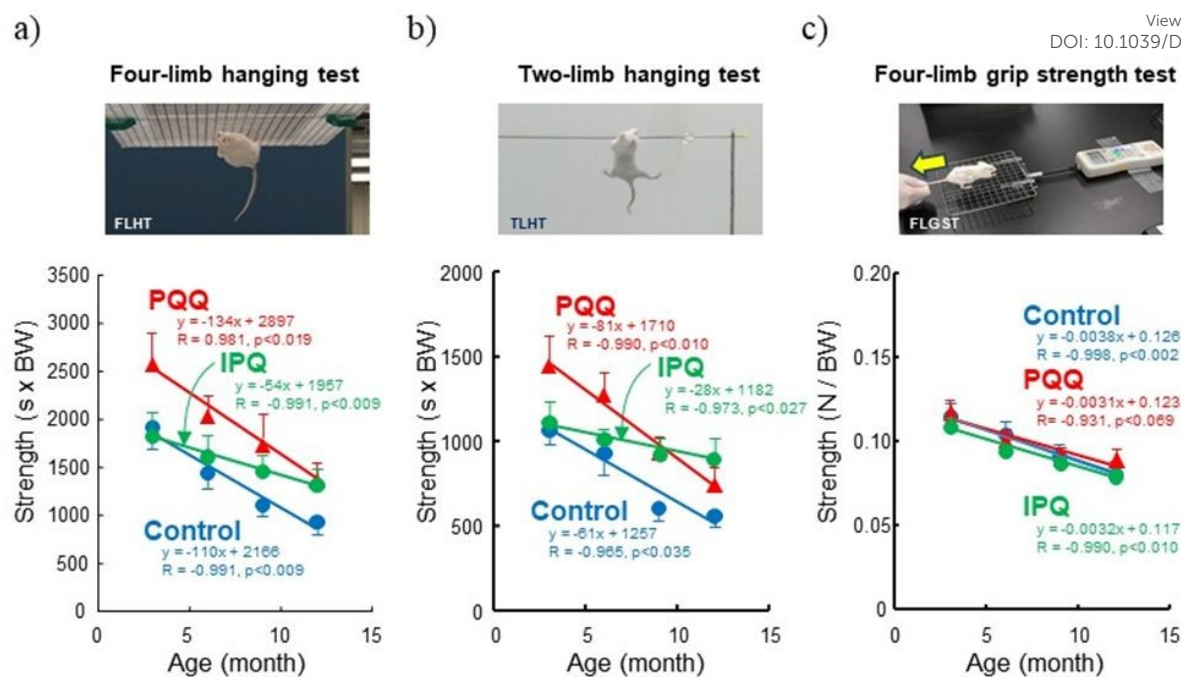 a)
b)
c)
View
DOI: 10.1039/D
Four-limb hanging test
Two-limb hanging test
Four-limb grip strength test
FLHT
TLHT
FLGST
Strength (s x BW)
3500
3000
2500
2000
1500
1000
500
0
PQQ
y = -134x + 2897
R = 0.981, p<0.019
IPQ
y = -54x + 1957
R = -0.991, p<0.009
Control
y = -110x + 2166
R = -0.991, p<0.009
0
5
10
15
Age (month)
Strength (s x BW)
2000
1500
1000
500
0
PQQ
y = -81x + 1710
R = -0.990, p<0.010
IPQ
y = -28x + 1182
R = -0.973, p<0.027
Control
y = -61x + 1257
R = -0.965, p<0.035
0
5
10
15
Age (month)
Strength (N / BW)
0.20
0.15
0.10
0.05
0.00
Control
y = -0.0038x + 0.126
R = -0.998, p<0.002
PQQ
y = -0.0031x + 0.123
R = -0.931, p<0.069
IPQ
y = -0.0032x + 0.117
R = -0.990, p<0.010
0
5
10
15
Age (month)